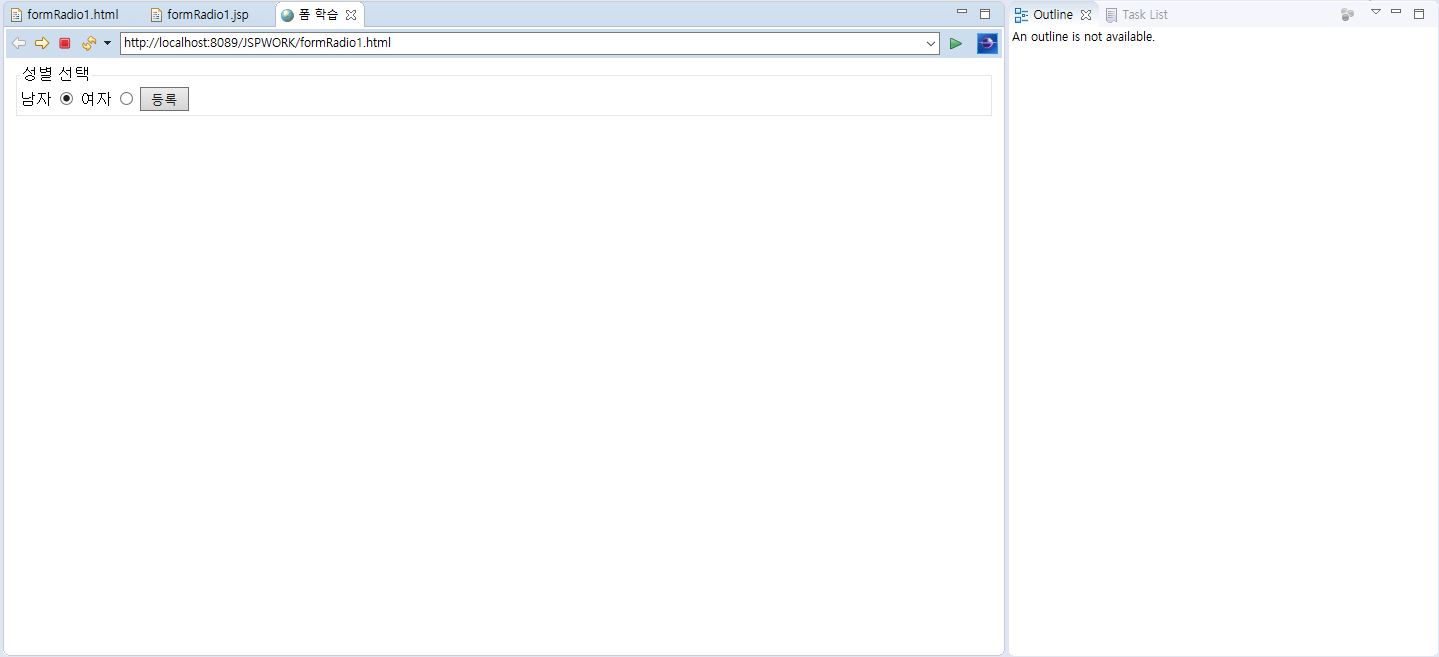 formRadio1.html formRadio1.jsp 폼 학습
http://localhost:8089/JSPWORK/formRadio1.html
성별 선택
남자 여자 등록
Outline Task List
An outline is not available.